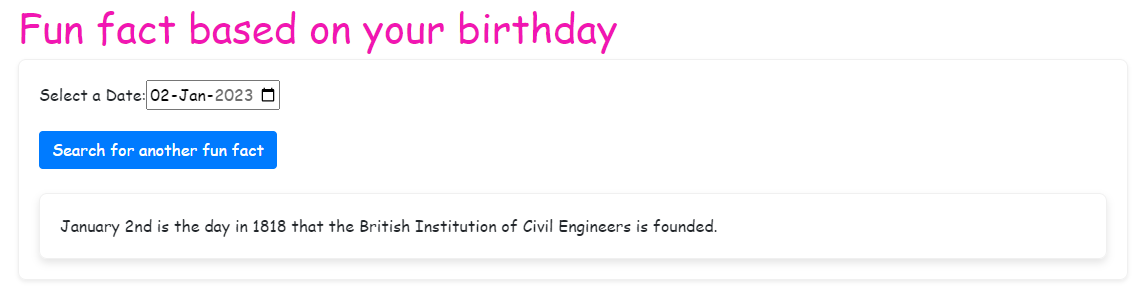 Fun fact based on your birthday
Select a Date: 02-Jan-2023
Search for another fun fact
January 2nd is the day in 1818 that the British Institution of Civil Engineers is founded.